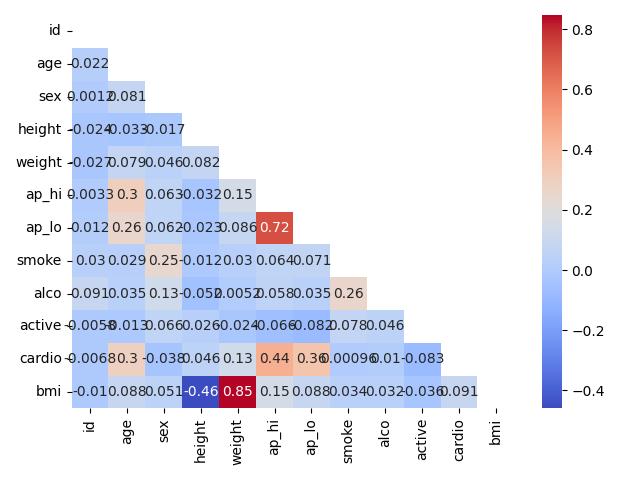 id
age 0.022
sex 0.0012 0.081
height -0.024 -0.033 -0.017
weight -0.027 0.079 0.046 0.082
ap_hi 0.0033 0.3 0.063 -0.032 0.15
ap_lo 0.012 0.26 0.062 -0.023 0.086 0.72
smoke 0.03 0.029 0.25 -0.012 0.03 0.064 0.071
alco 0.091 0.035 0.13 -0.052 0.0052 0.058 0.035 0.26
active -0.0058 -0.013 0.066 0.026 -0.024 -0.066 -0.082 0.078 0.046
cardio 0.3 -0.038 0.046 0.13 0.44 0.36 0.00096 0.01 -0.083
bmi -0.01 0.088 0.051 -0.46 0.85 0.15 0.088 0.034 0.032 -0.036 0.091
id age sex height weight ap_hi ap_lo smoke alco active cardio bmi
0.8
0.6
0.4
0.2
0.0
−0.2
−0.4